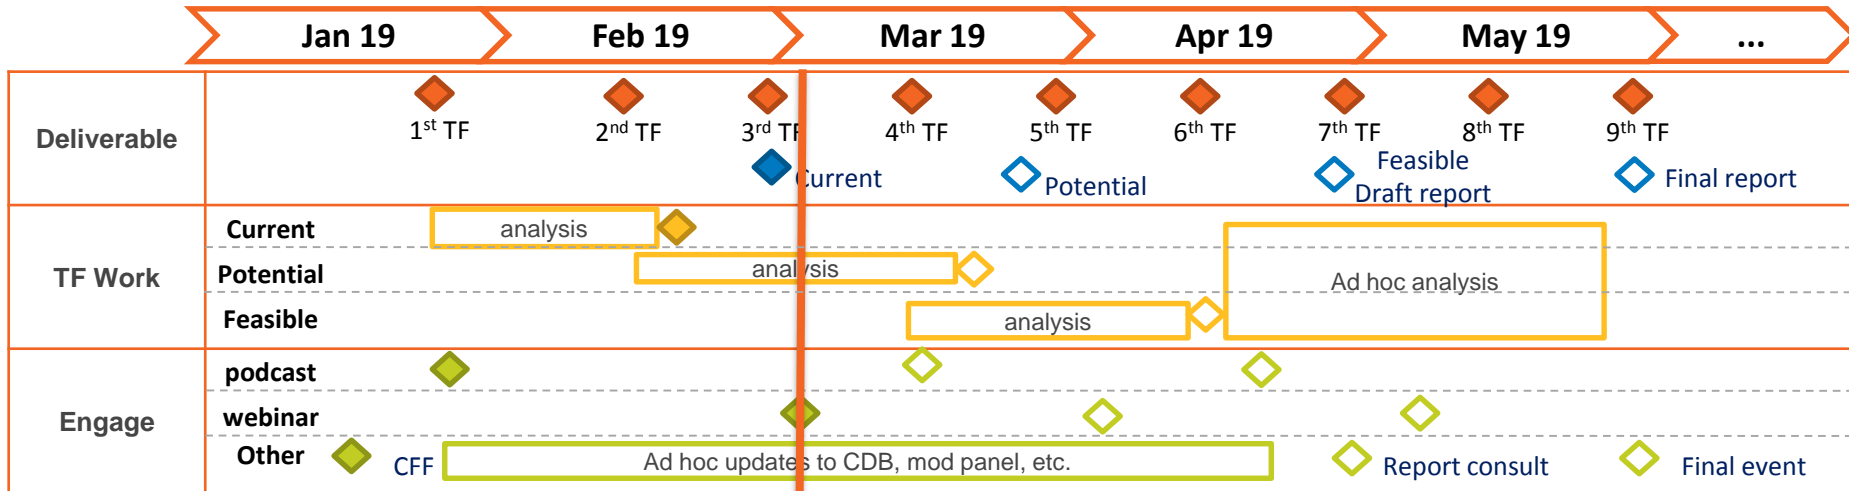 Jan 19 Feb 19 Mar 19 Apr 19 May 19 ...
Deliverable
1st TF 2nd TF 3rd TF 4th TF 5th TF 6th TF 7th TF 8th TF 9th TF
Current Potential Feasible Final report
Draft report
TF Work
Current analysis
Potential analysis
Ad hoc analysis
Feasible analysis
Engage
podcast
webinar
Other CFF Ad hoc updates to CDB, mod panel, etc. Report consult Final event